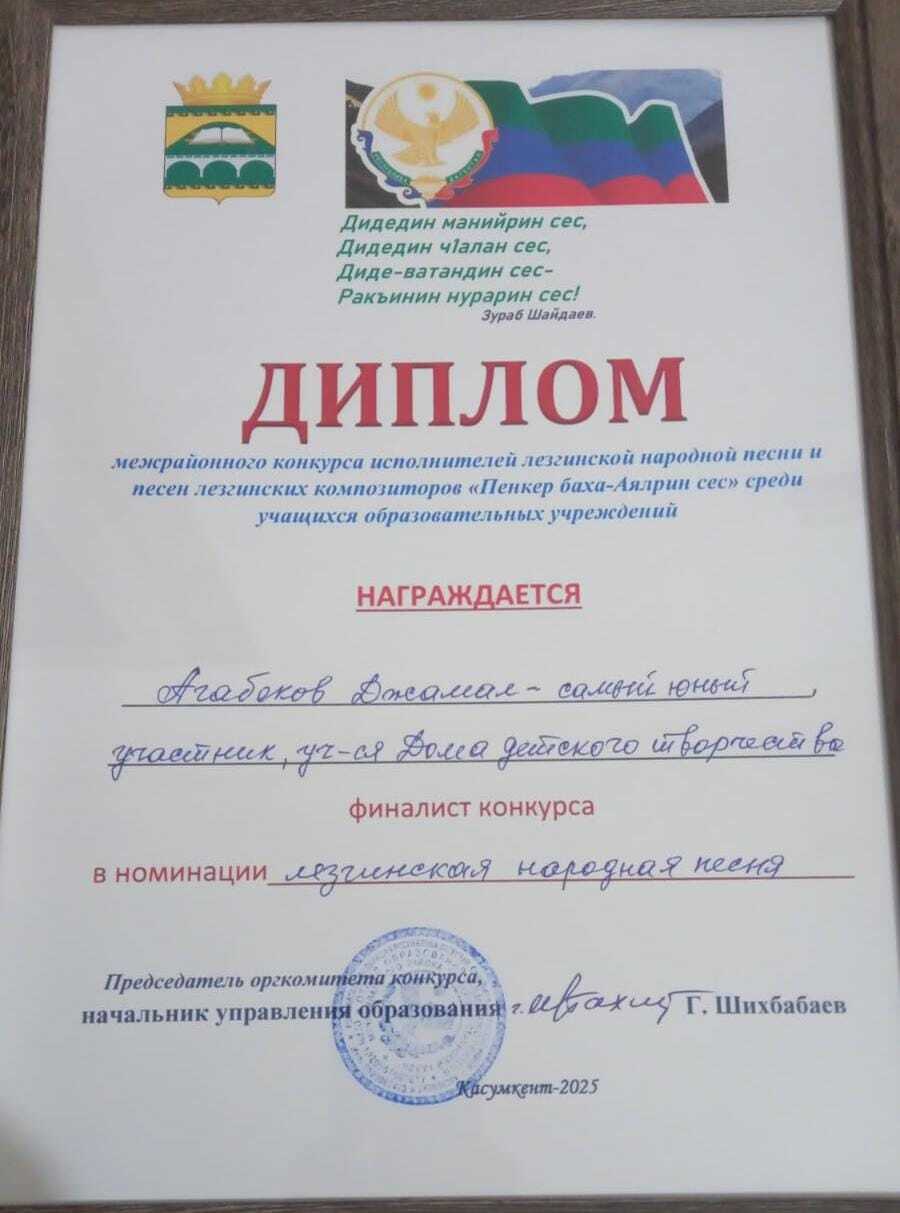 Дидедин манийрин сес,
Дидедин ч1алан сес,
Диде-ватандин сес-
Ракъинин нурарин сес!
Зураб Шайдаев.
ДИПЛОМ
межрайонного конкурса исполнителей лезгинской народной песни и
песен лезгинских композиторов «Пенкер баха-Аялрин сес» среди
учащихся образовательных учреждений
НАГРАЖДАЕТСЯ
Агабеков Джамал - самый юный
участник, уч-ся Дома детского творчества
финалист конкурса
в номинации лезгинская народная песня
Председатель оргкомитета конкурса,
начальник управления образования Г. Шихбабаев
Касумкент-2025